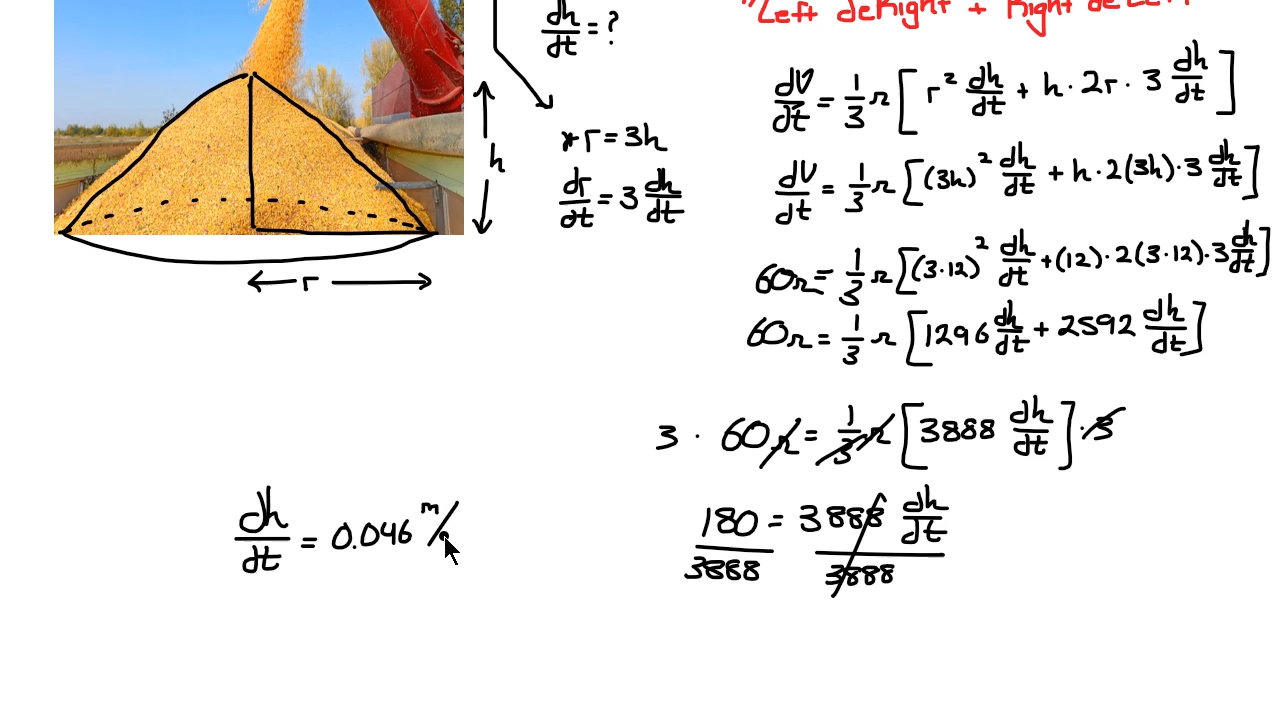 dh/dt = ?
"Left deRight + Right deLeft
dV/dt = 1/3 π [ r² dh/dt + h · 2r · 3 dh/dt ]
h
* r = 3h
dr/dt = 3 dh/dt
dV/dt = 1/3 π [ (3h)² dh/dt + h · 2(3h) · 3 dh/dt ]
r
60π = 1/3 π [ (3·12)² dh/dt + (12) · 2(3·12) · 3 dh/dt ]
60π = 1/3 π [ 1296 dh/dt + 2592 dh/dt ]
3 · 60π = 1/3 π [ 3888 dh/dt ] · 3
dh/dt = 0.046 m/
180/3888 = 3888/3888 dh/dt